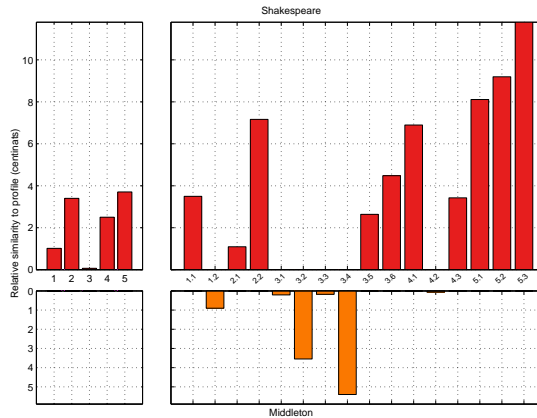 Shakespeare
Relative similarity to profile (centinats)
10
8
6
4
2
0
1 2 3 4 5
1.1 1.2 2.1 2.2 3.1 3.2 3.3 3.4 3.5 3.6 4.1 4.2 4.3 5.1 5.2 5.3
0
1
2
3
4
5
Middleton